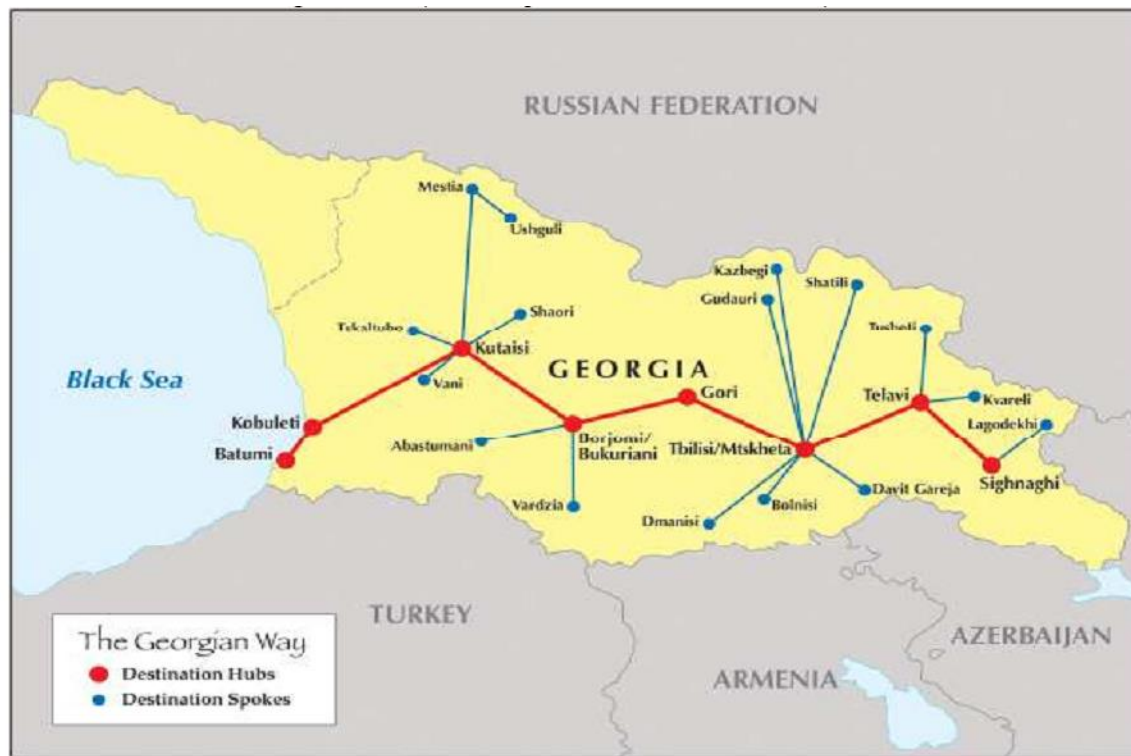 RUSSIAN FEDERATION
Mestia
Ushguli
Kazbegi
Shatili
Gudauri
Shaori
Tskaltubo
Kutaisi
GEORGIA
Tusheti
Black Sea
Vani
Gori
Telavi
Kvareli
Kobuleti
Lagodekhi
Batumi
Abastumani
Borjomi/
Bukuriani
Tbilisi/Mtskheta
Sighnaghi
Vardzia
Dmanisi
Bolnisi
Davit Gareja
TURKEY
AZERBAIJAN
ARMENIA
The Georgian Way
Destination Hubs
Destination Spokes